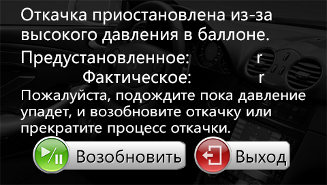 Откачка приостановлена из-за
высокого давления в баллоне.
Предустановленное: г
Фактическое: г
Пожалуйста, подождите пока давление
упадет, и возобновите откачку или
прекратите процесс откачки.
Возобновить Выход